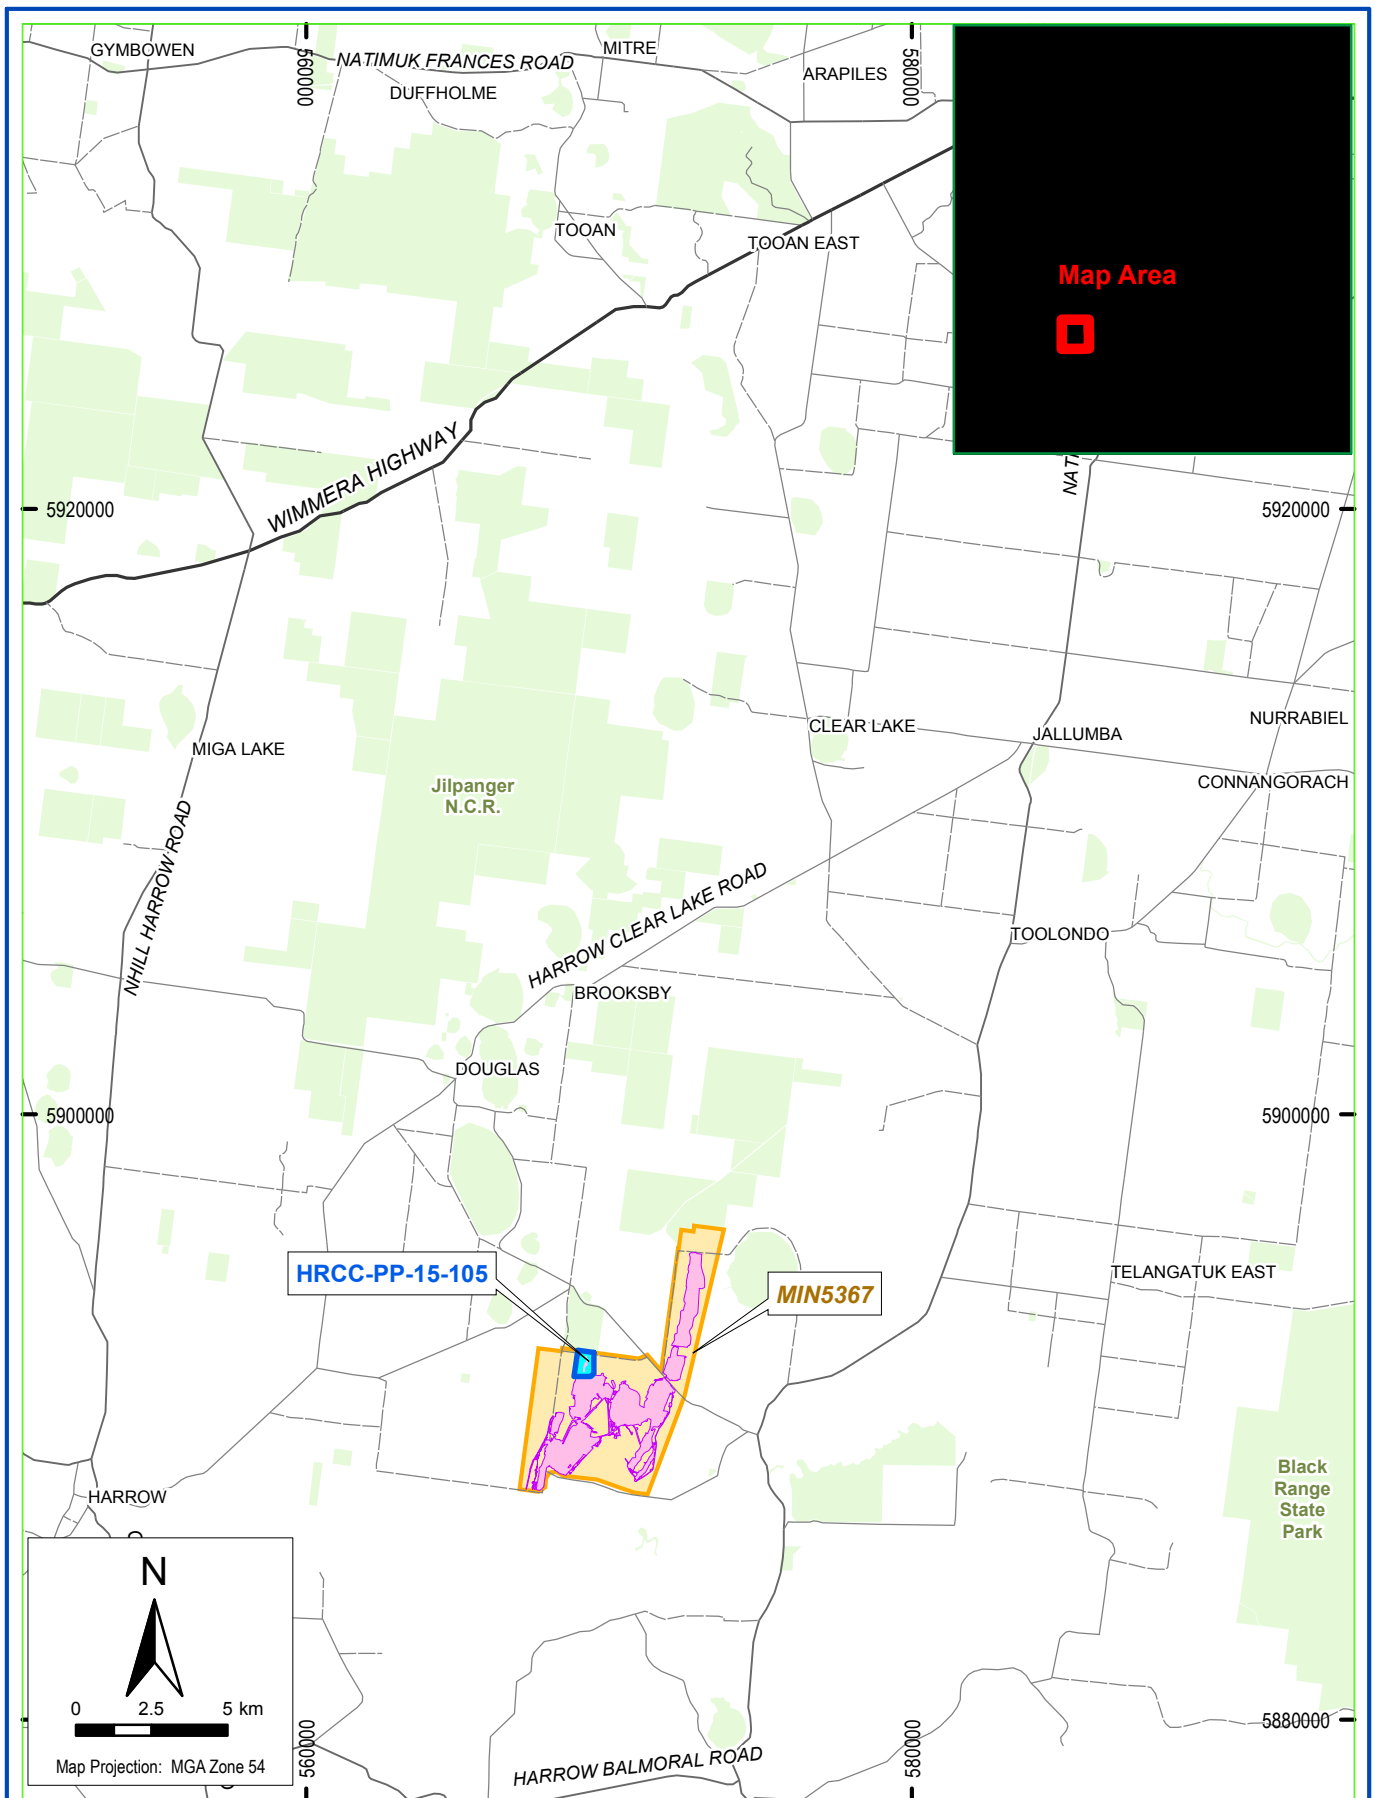 GYMBOWEN
MITRE
NATIMUK FRANCES ROAD
ARAPILES
DUFFHOLME
560000
580000
TOOAN
TOOAN EAST
Map Area
WIMMERA HIGHWAY
NATI
5920000
5920000
CLEAR LAKE
NURRABIEL
JALLUMBA
MIGA LAKE
CONNANGORACH
Jilpanger
N.C.R.
NHILL HARROW ROAD
HARROW CLEAR LAKE ROAD
TOOLONDO
BROOKSBY
DOUGLAS
5900000
5900000
HRCC-PP-15-105
MIN5367
TELANGATUK EAST
Black
Range
State
Park
HARROW
N
0 2.5 5 km
Map Projection: MGA Zone 54
5880000
560000
580000
HARROW BALMORAL ROAD